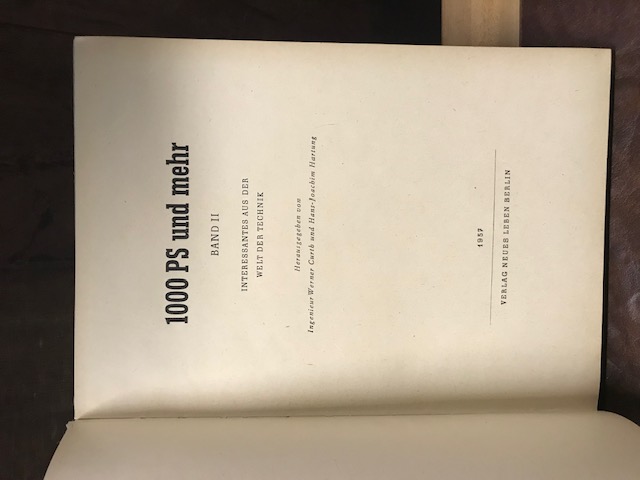 1000 PS und mehr
BAND II
INTERESSANTES AUS DER
WELT DER TECHNIK
Herausgegeben von
Ingenieur Werner Curth und Hans-Joachim Hartung
1957
VERLAG NEUES LEBEN BERLIN